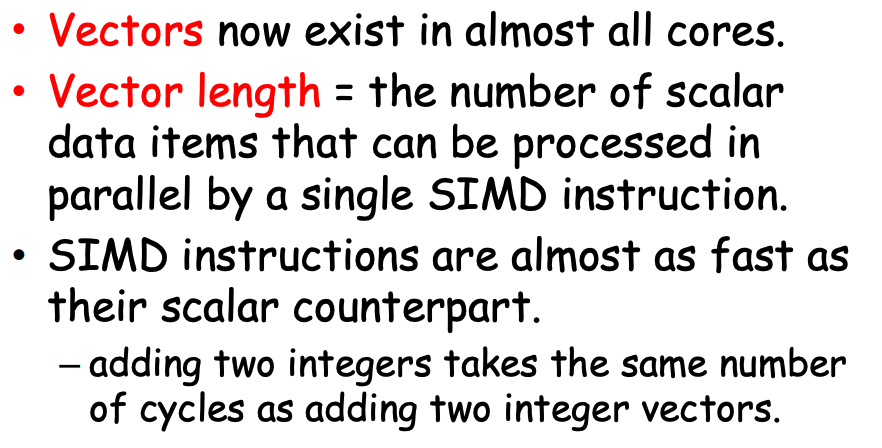 • Vectors now exist in almost all cores.
• Vector length = the number of scalar
data items that can be processed in
parallel by a single SIMD instruction.
• SIMD instructions are almost as fast as
their scalar counterpart.
– adding two integers takes the same number
of cycles as adding two integer vectors.